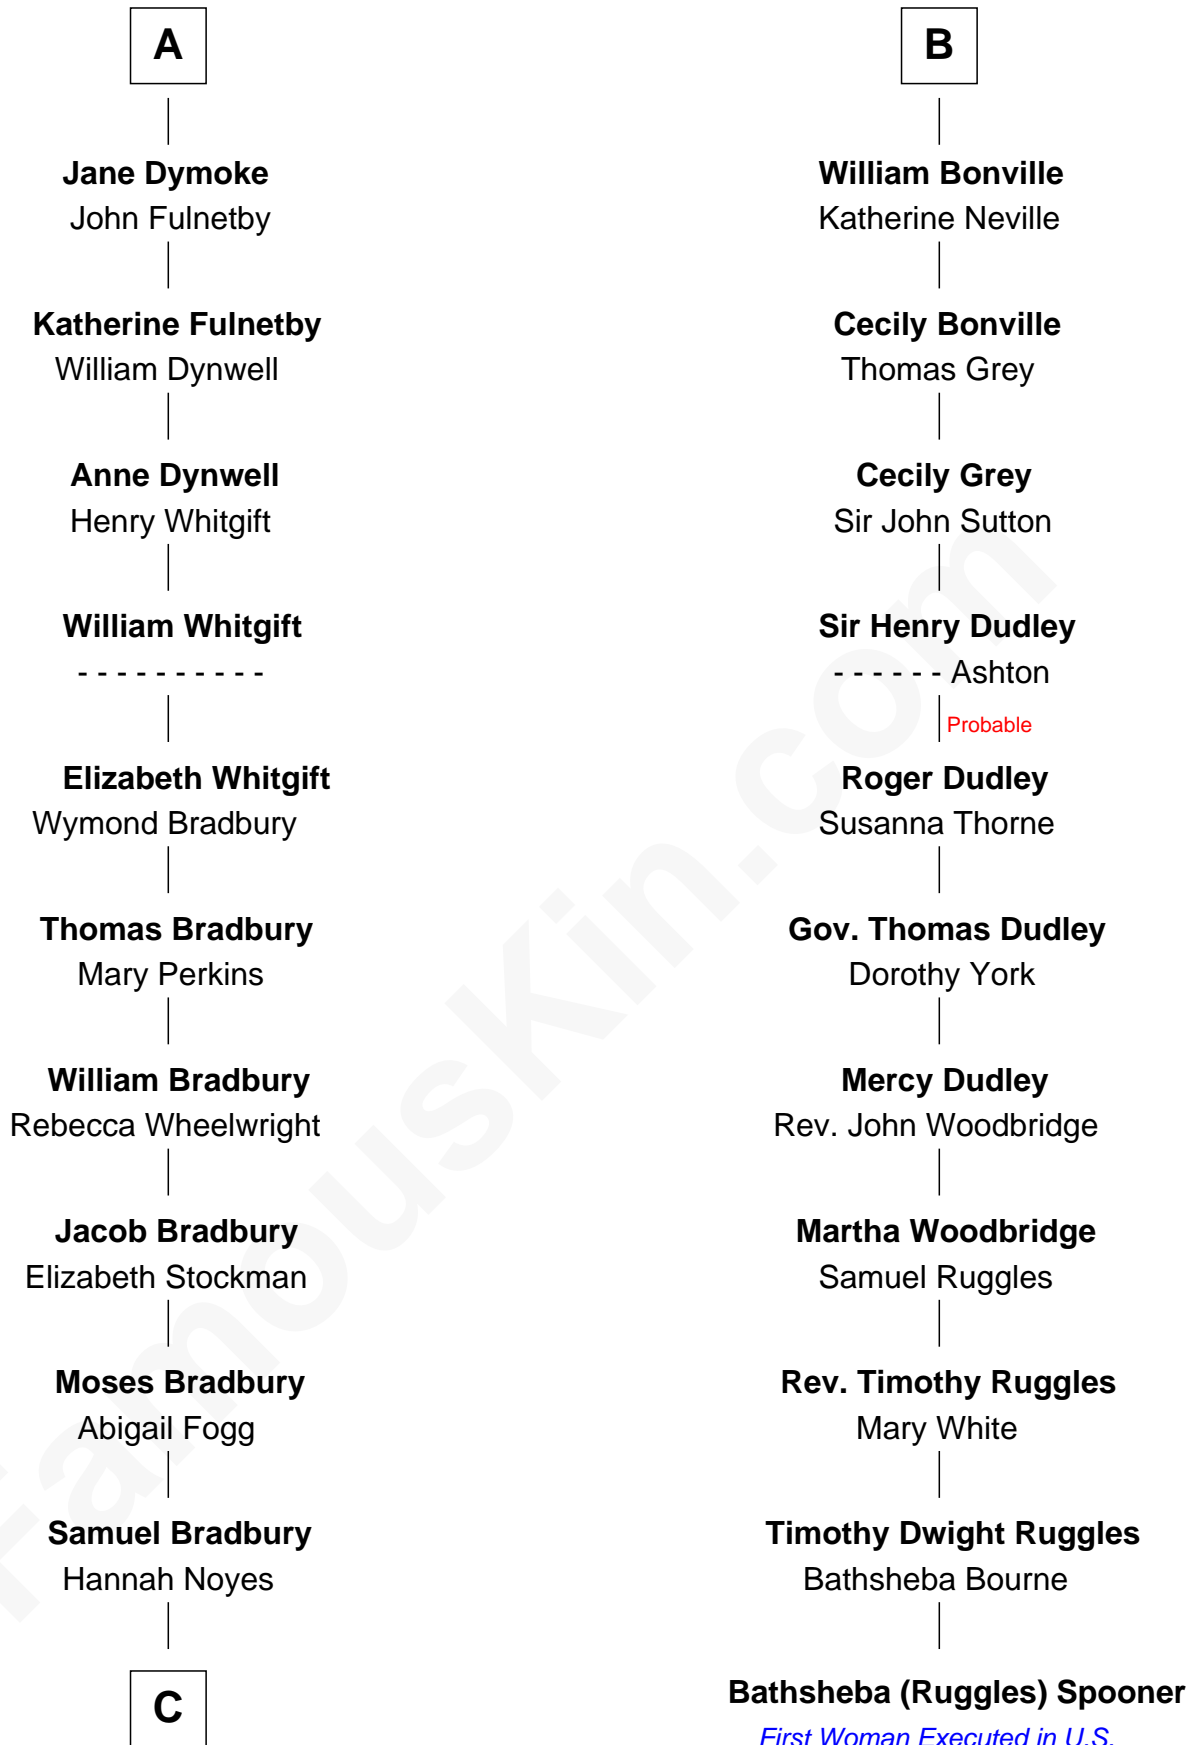 A
Jane Dymoke
John Fulnetby
Katherine Fulnetby
William Dynwell
Anne Dynwell
Henry Whitgift
William Whitgift
- - - - - - - - - -
Elizabeth Whitgift
Wymond Bradbury
Thomas Bradbury
Mary Perkins
William Bradbury
Rebecca Wheelwright
Jacob Bradbury
Elizabeth Stockman
Moses Bradbury
Abigail Fogg
Samuel Bradbury
Hannah Noyes
C
B
William Bonville
Katherine Neville
Cecily Bonville
Thomas Grey
Cecily Grey
Sir John Sutton
Sir Henry Dudley
- - - - - - Ashton
Probable
Roger Dudley
Susanna Thorne
Gov. Thomas Dudley
Dorothy York
Mercy Dudley
Rev. John Woodbridge
Martha Woodbridge
Samuel Ruggles
Rev. Timothy Ruggles
Mary White
Timothy Dwight Ruggles
Bathsheba Bourne
Bathsheba (Ruggles) Spooner
First Woman Executed in U.S.
FamousKin.com